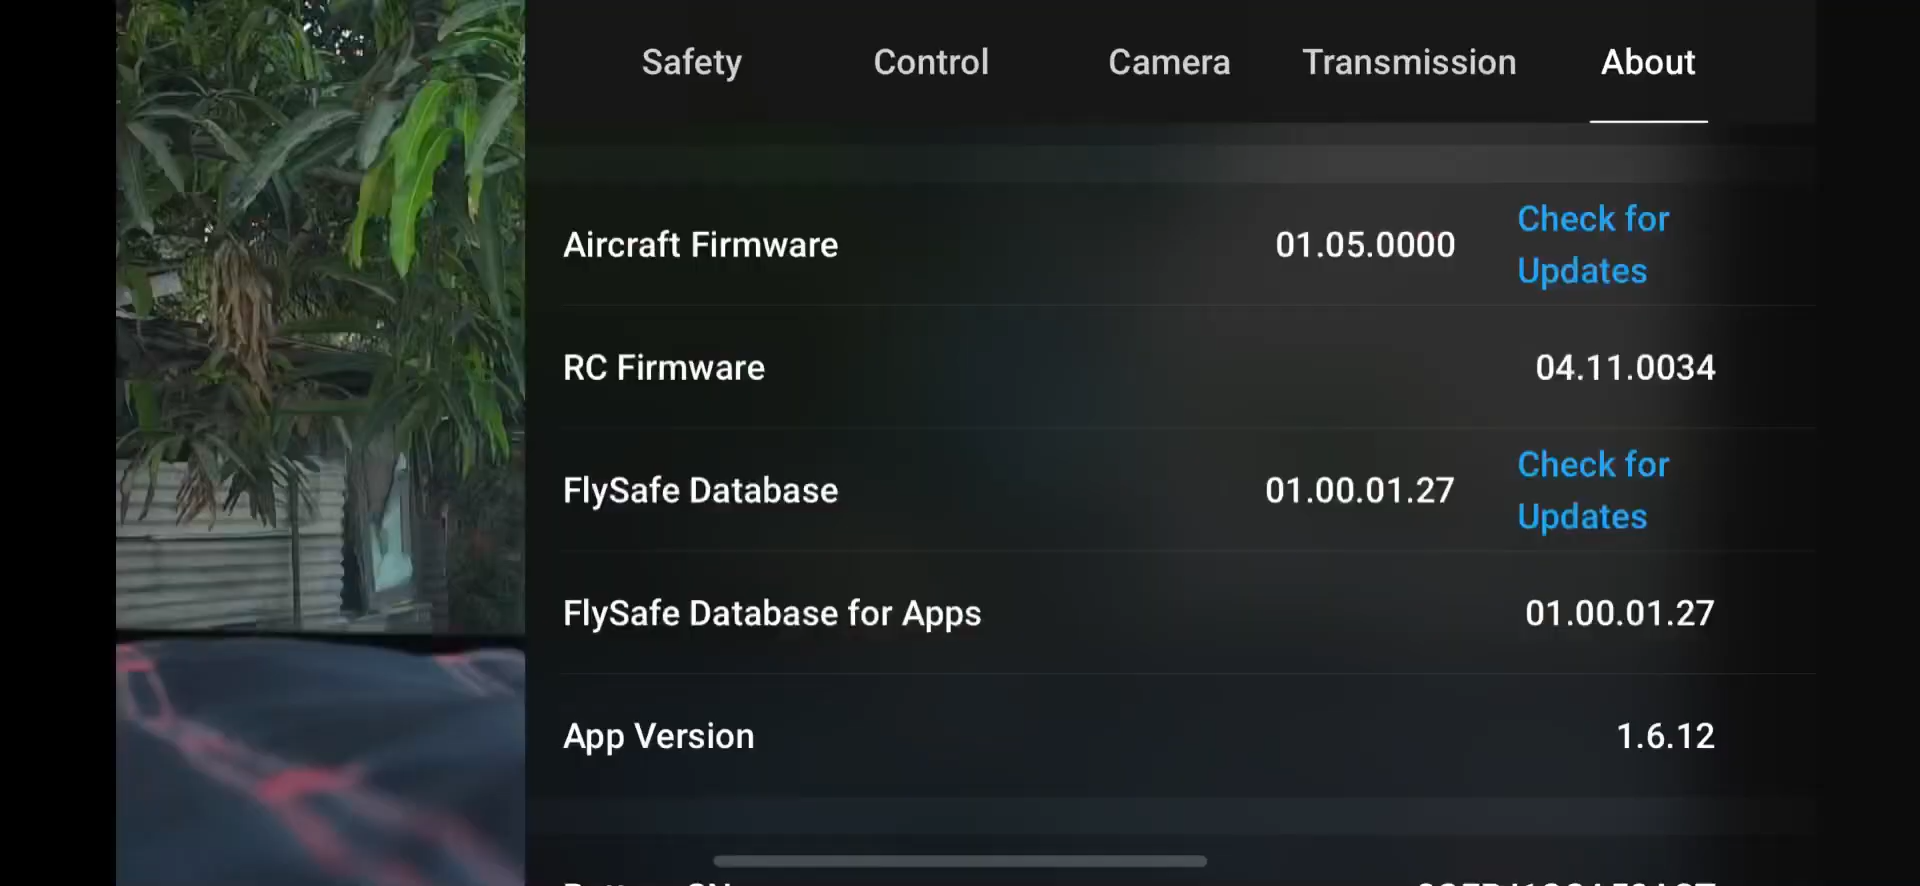 Safety Control Camera Transmission About
Aircraft Firmware 01.05.0000 Check for
Updates
RC Firmware 04.11.0034
FlySafe Database 01.00.01.27 Check for
Updates
FlySafe Database for Apps 01.00.01.27
App Version 1.6.12